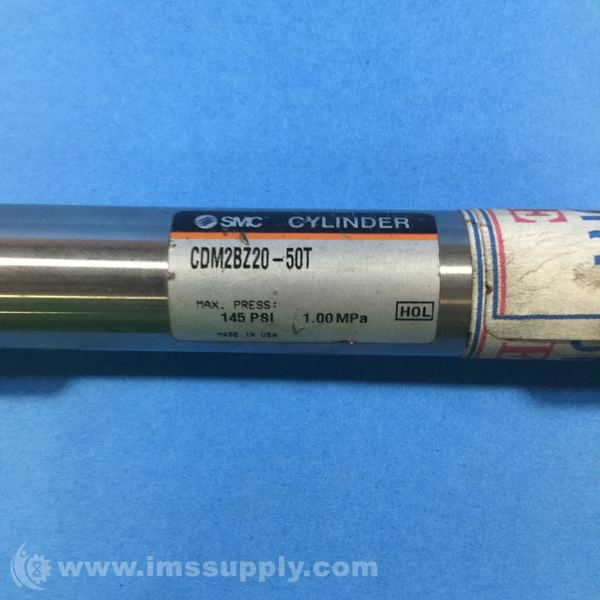 SMC CYLINDER
CDM2BZ20-50T
MAX. PRESS:
145 PSI 1.00 MPa
HOL
MADE IN USA
www.imssupply.com